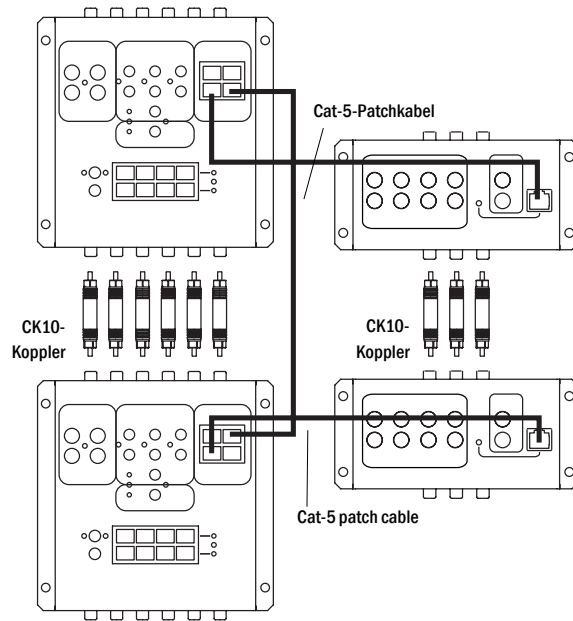 Cat-5-Patchkabel
CK10-
Koppler
CK10-
Koppler
Cat-5 patch cable